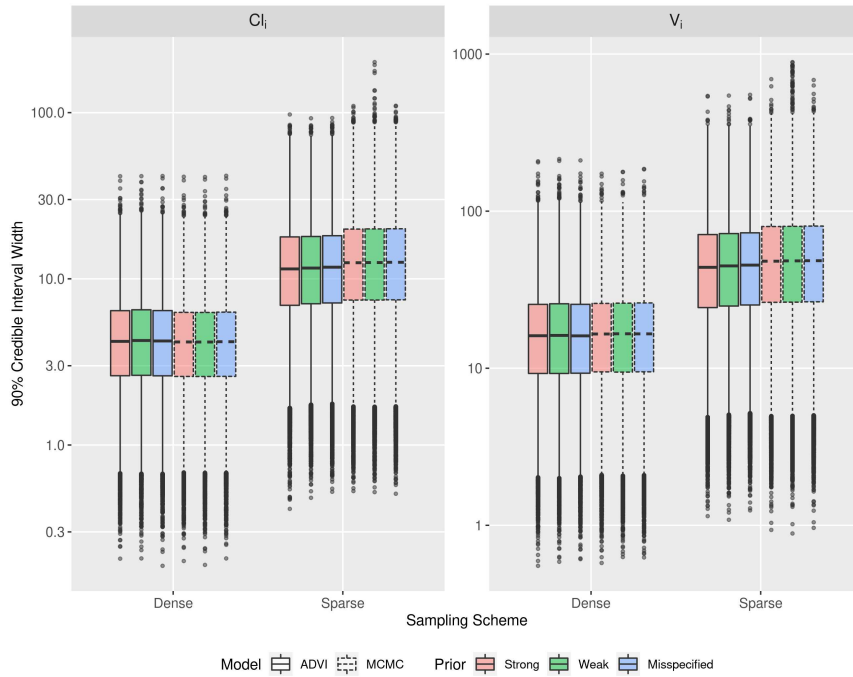 Cl_i
V_i
90% Credible Interval Width
100.0
30.0
10.0
3.0
1.0
0.3
1000
100
10
1
Dense
Sparse
Dense
Sparse
Sampling Scheme
Model ADVI MCMC Prior Strong Weak Misspecified